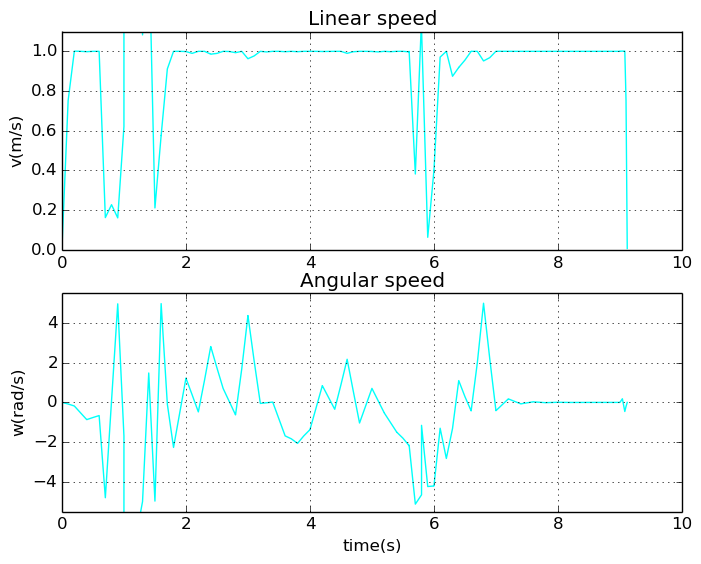 Linear speed
1.0
0.8
0.6
0.4
0.2
0.0
v(m/s)
0 2 4 6 8 10
Angular speed
4
2
0
−2
−4
w(rad/s)
0 2 4 6 8 10
time(s)